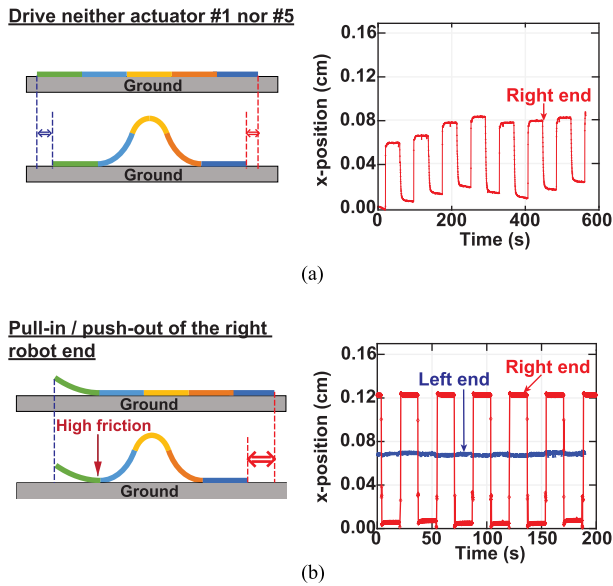 Drive neither actuator #1 nor #5
Ground
Ground
x-position (cm)
0.16
0.12
0.08
0.04
0.00
0
200
400
600
Time (s)
Right end
(a)
Pull-in / push-out of the right
robot end
Ground
High friction
Ground
x-position (cm)
0.16
0.12
0.08
0.04
0.00
0
50
100
150
200
Time (s)
Left end
Right end
(b)